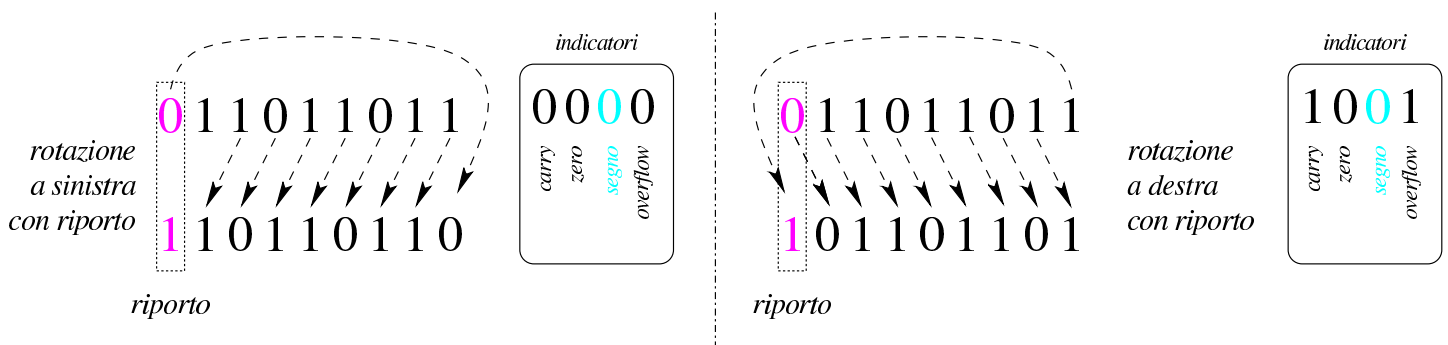 indicatori
0 1 1 0 1 1 0 1 1
0 0 0 0
rotazione
a sinistra
con riporto
carry
zero
segno
overflow
1 1 0 1 1 0 1 1 0
riporto
indicatori
0 1 1 0 1 1 0 1 1
1 0 0 1
rotazione
a destra
con riporto
carry
zero
segno
overflow
1 0 1 1 0 1 1 0 1
riporto